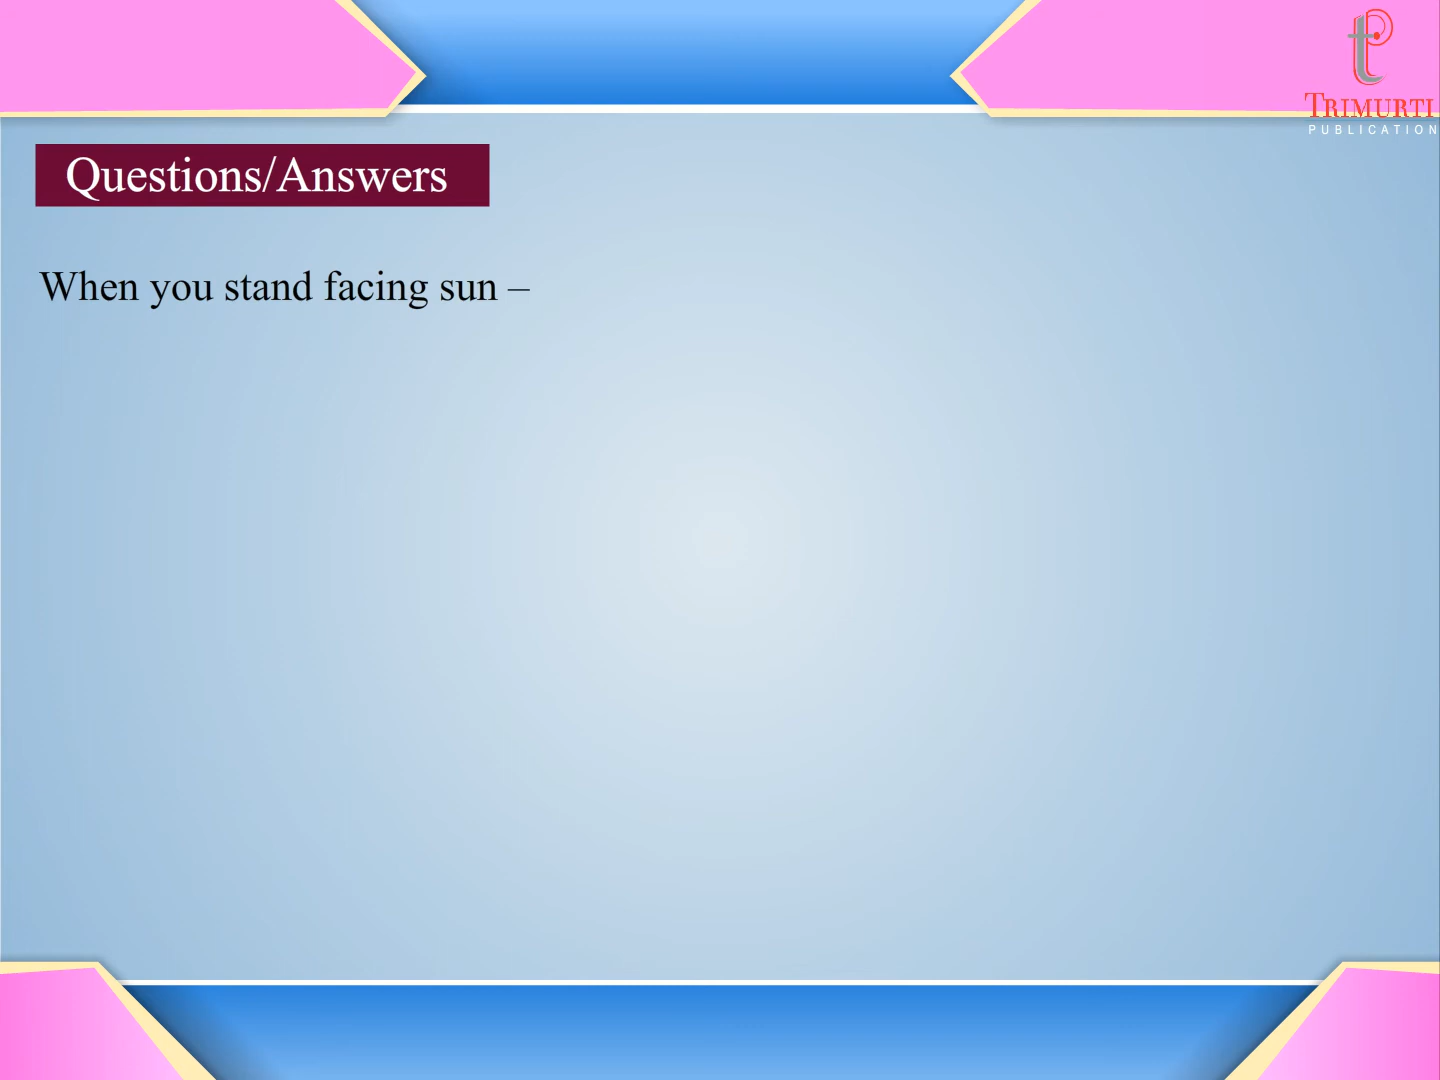 TRIMURTI
PUBLICATION
Questions/Answers
When you stand facing sun –